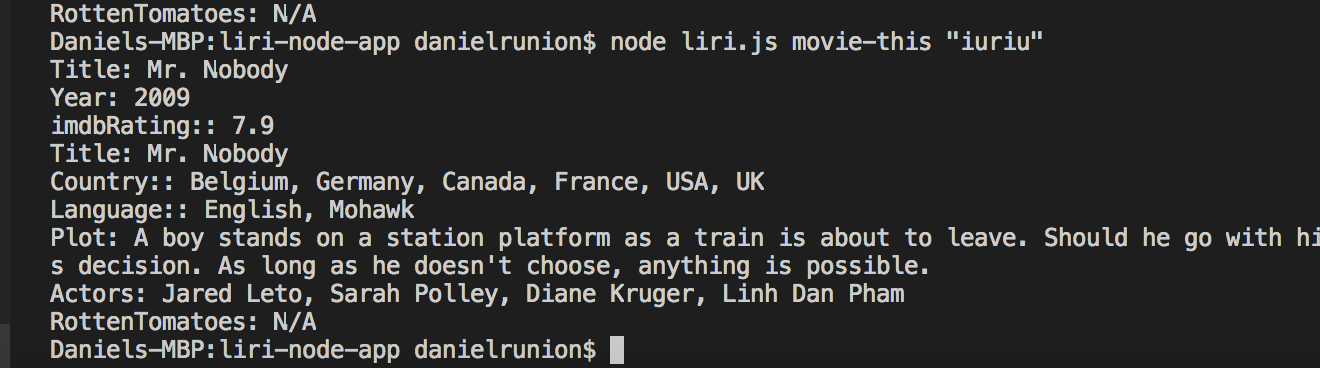 RottenTomatoes: N/A
Daniels-MBP:liri-node-app danielrunion$ node liri.js movie-this "iuriu"
Title: Mr. Nobody
Year: 2009
imdbRating:: 7.9
Title: Mr. Nobody
Country:: Belgium, Germany, Canada, France, USA, UK
Language:: English, Mohawk
Plot: A boy stands on a station platform as a train is about to leave. Should he go with hi
s decision. As long as he doesn't choose, anything is possible.
Actors: Jared Leto, Sarah Polley, Diane Kruger, Linh Dan Pham
RottenTomatoes: N/A
Daniels-MBP:liri-node-app danielrunion$